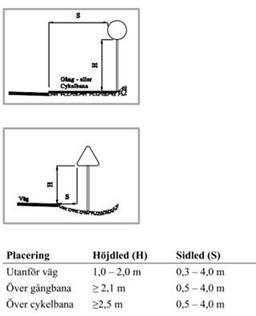 S
H
Gång - eller
Cykelbana
H
S
Väg
Placering Höjdled (H) Sidled (S)
Utanför väg 1,0 – 2,0 m 0,3 – 4,0 m
Över gångbana ≥ 2,1 m 0,5 – 4,0 m
Över cykelbana ≥2,5 m 0,5 – 4,0 m